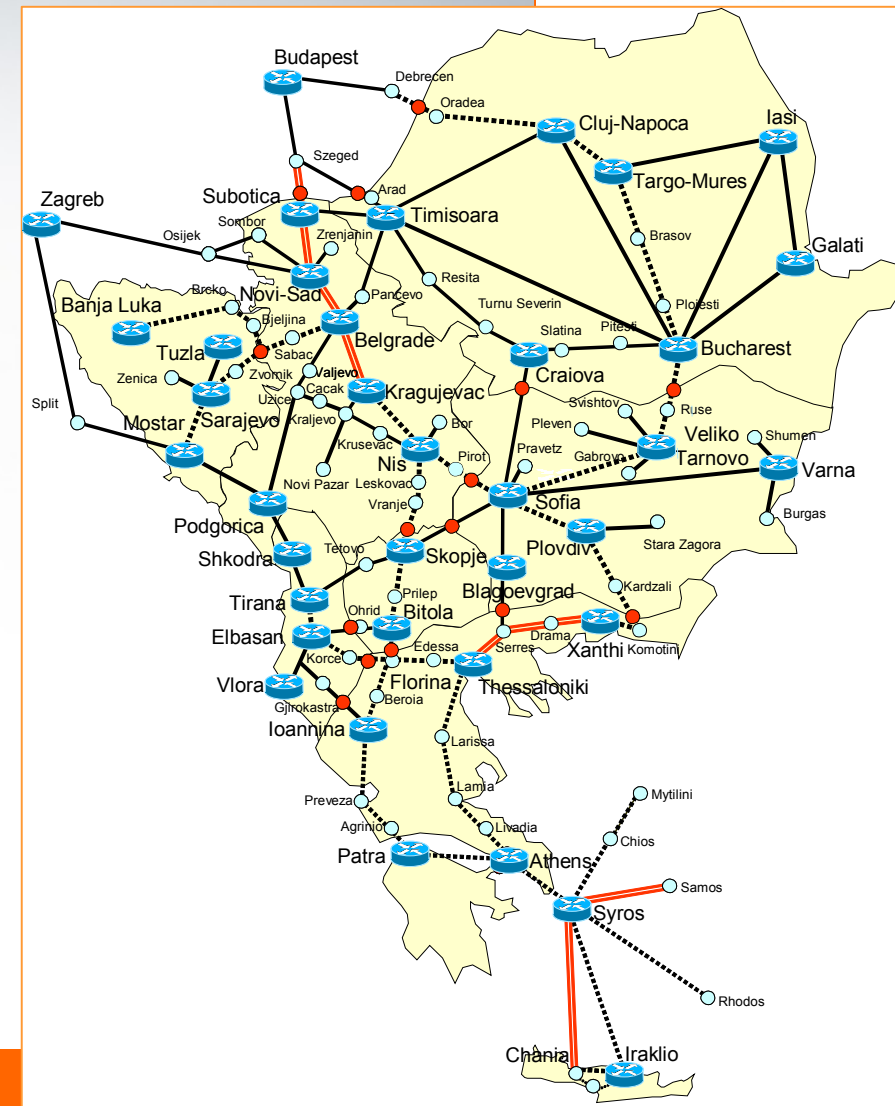 Budapest
Debrecen
Oradea
Cluj-Napoca
Iasi
Szeged
Targo-Mures
Subotica
Arad
Zagreb
Timisoara
Sombor
Osijek
Zrenjanin
Brasov
Galati
Resita
Novi-Sad
Brcko
Pancevo
Banja Luka
Bjeljina
Turnu Severin
Ploiesti
Belgrade
Slatina
Pitesti
Tuzla
Sabac
Bucharest
Craiova
Zenica
Zvornik
Valjevo
Kragujevac
Uzice
Cacak
Svishtov
Ruse
Split
Sarajevo
Kraljevo
Bor
Pleven
Mostar
Krusevac
Veliko
Tarnovo
Shumen
Nis
Pirot
Pravetz
Gabrovo
Varna
Novi Pazar
Leskovac
Sofia
Vranje
Burgas
Podgorica
Plovdiv
Stara Zagora
Shkodra
Tetovo
Skopje
Blagoevgrad
Kardzali
Tirana
Prilep
Ohrid
Bitola
Drama
Elbasan
Edessa
Serres
Xanthi
Komotini
Korce
Florina
Thessaloniki
Vlora
Beroia
Gjirokastra
Ioannina
Larissa
Preveza
Lamia
Mytilini
Agrinio
Livadia
Chios
Patra
Athens
Samos
Syros
Rhodos
Chania
Iraklio